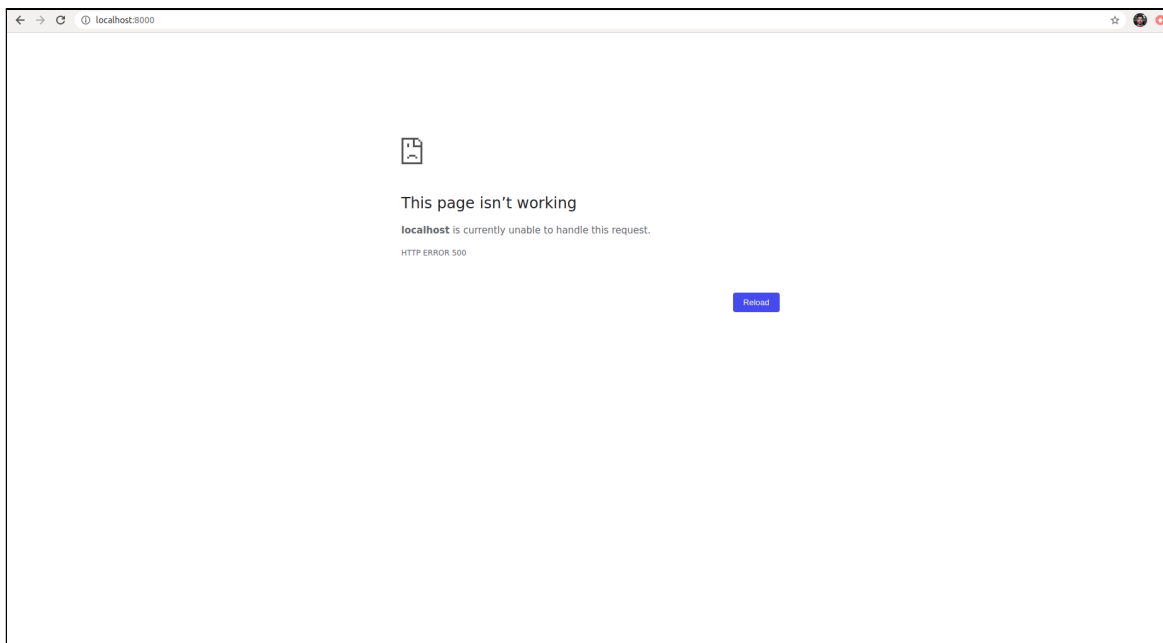 localhost:8000
This page isn’t working
localhost is currently unable to handle this request.
HTTP ERROR 500
Reload